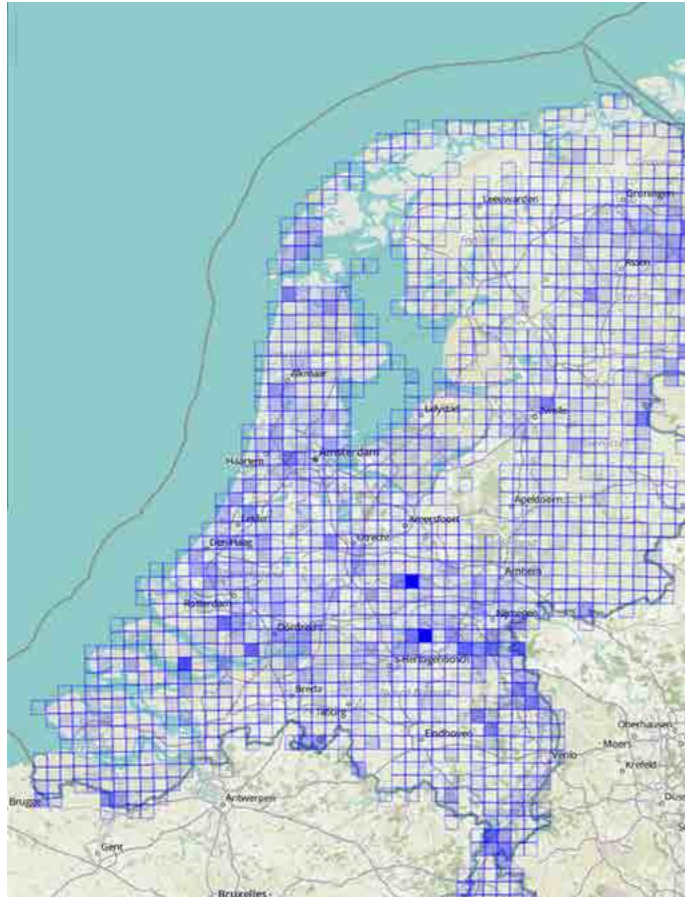 Groningen
Leeuwarden
Assen
Alkmaar
Lelystad
Zwolle
Amsterdam
Haarlem
Apeldoorn
Leiden
Amersfoort
Den Haag
Utrecht
Arnhem
Rotterdam
Nijmegen
Dordrecht
's-Hertogenbosch
Breda
Tilburg
Oberhausen
Eindhoven
Moers
Venlo
Krefeld
Brugge
Antwerpen
Gent
Bruxelles -